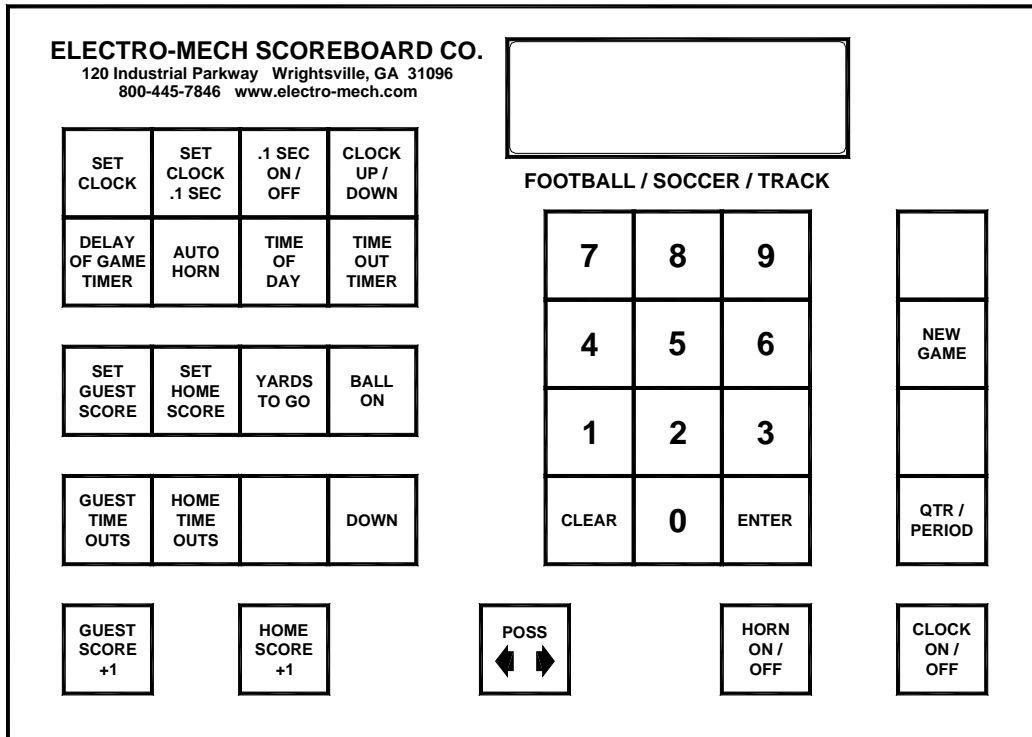 ELECTRO-MECH SCOREBOARD CO.
120 Industrial Parkway Wrightsville, GA 31096
800-445-7846 www.electro-mech.com
SET
CLOCK
SET
CLOCK
.1 SEC
.1 SEC
ON /
OFF
CLOCK
UP /
DOWN
DELAY
OF GAME
TIMER
AUTO
HORN
TIME
OF
DAY
TIME
OUT
TIMER
SET
GUEST
SCORE
SET
HOME
SCORE
YARDS
TO GO
BALL
ON
GUEST
TIME
OUTS
HOME
TIME
OUTS
DOWN
FOOTBALL / SOCCER / TRACK
7
8
9
4
5
6
1
2
3
CLEAR
0
ENTER
NEW
GAME
QTR /
PERIOD
GUEST
SCORE
+1
HOME
SCORE
+1
POSS
HORN
ON /
OFF
CLOCK
ON /
OFF